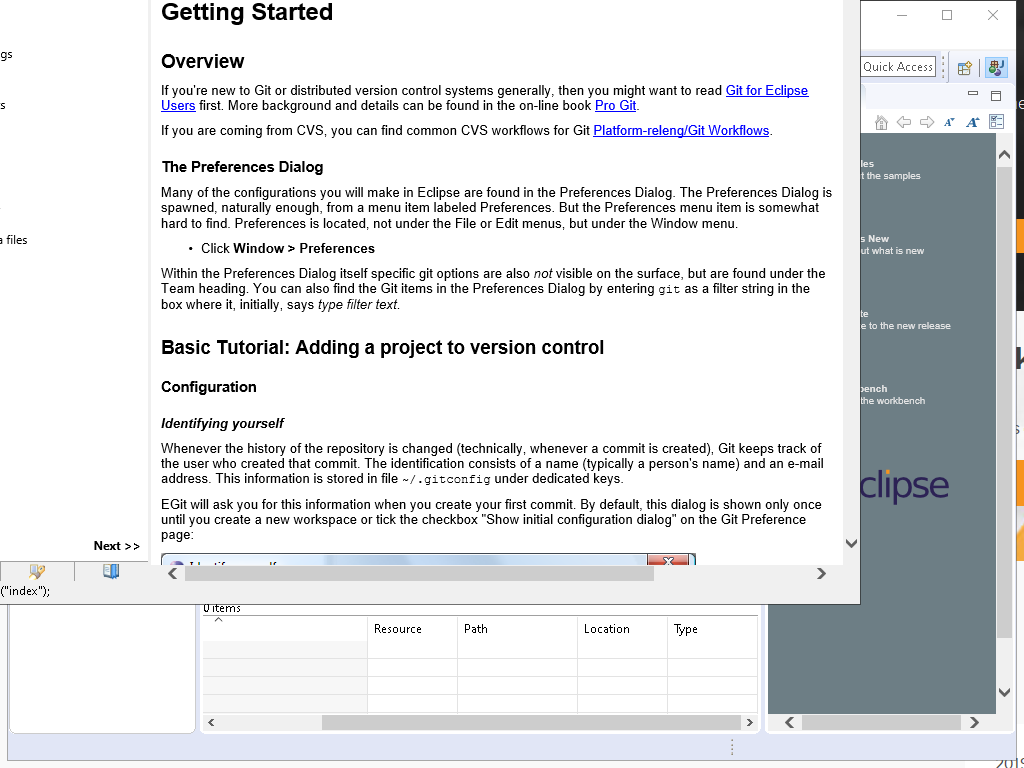 Getting Started
gs
Overview
Quick Access
If you're new to Git or distributed version control systems generally, then you might want to read Git for Eclipse
Users first. More background and details can be found in the on-line book Pro Git.
s
If you are coming from CVS, you can find common CVS workflows for Git Platform-releng/Git Workflows.
The Preferences Dialog
Many of the configurations you will make in Eclipse are found in the Preferences Dialog. The Preferences Dialog is
spawned, naturally enough, from a menu item labeled Preferences. But the Preferences menu item is somewhat
hard to find. Preferences is located, not under the File or Edit menus, but under the Window menu.
a files
• Click Window > Preferences
Within the Preferences Dialog itself specific git options are also not visible on the surface, but are found under the
Team heading. You can also find the Git items in the Preferences Dialog by entering git as a filter string in the
box where it, initially, says type filter text.
Basic Tutorial: Adding a project to version control
Configuration
Identifying yourself
Whenever the history of the repository is changed (technically, whenever a commit is created), Git keeps track of
the user who created that commit. The identification consists of a name (typically a person's name) and an e-mail
address. This information is stored in file ~/.gitconfig under dedicated keys.
EGit will ask you for this information when you create your first commit. By default, this dialog is shown only once
until you create a new workspace or tick the checkbox "Show initial configuration dialog" on the Git Preference
page:
Next >>
("index");
les
t the samples
s New
ut what is new
te
e to the new release
bench
the workbench
clipse
0 items
Resource Path Location Type
2019